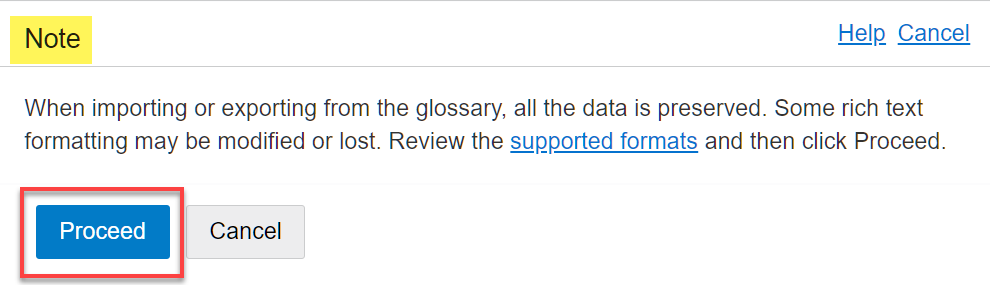 Note
Help Cancel
When importing or exporting from the glossary, all the data is preserved. Some rich text
formatting may be modified or lost. Review the supported formats and then click Proceed.
Proceed Cancel